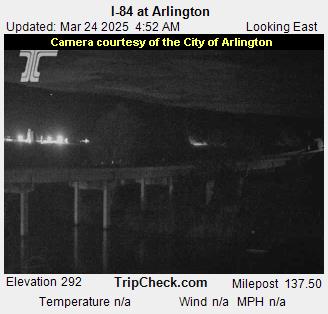 I-84 at Arlington
Updated: Mar 24 2025 4:52 AM Looking East
Camera courtesy of the City of Arlington
Elevation 292 TripCheck.com Milepost 137.50
Temperature n/a Wind n/a MPH n/a